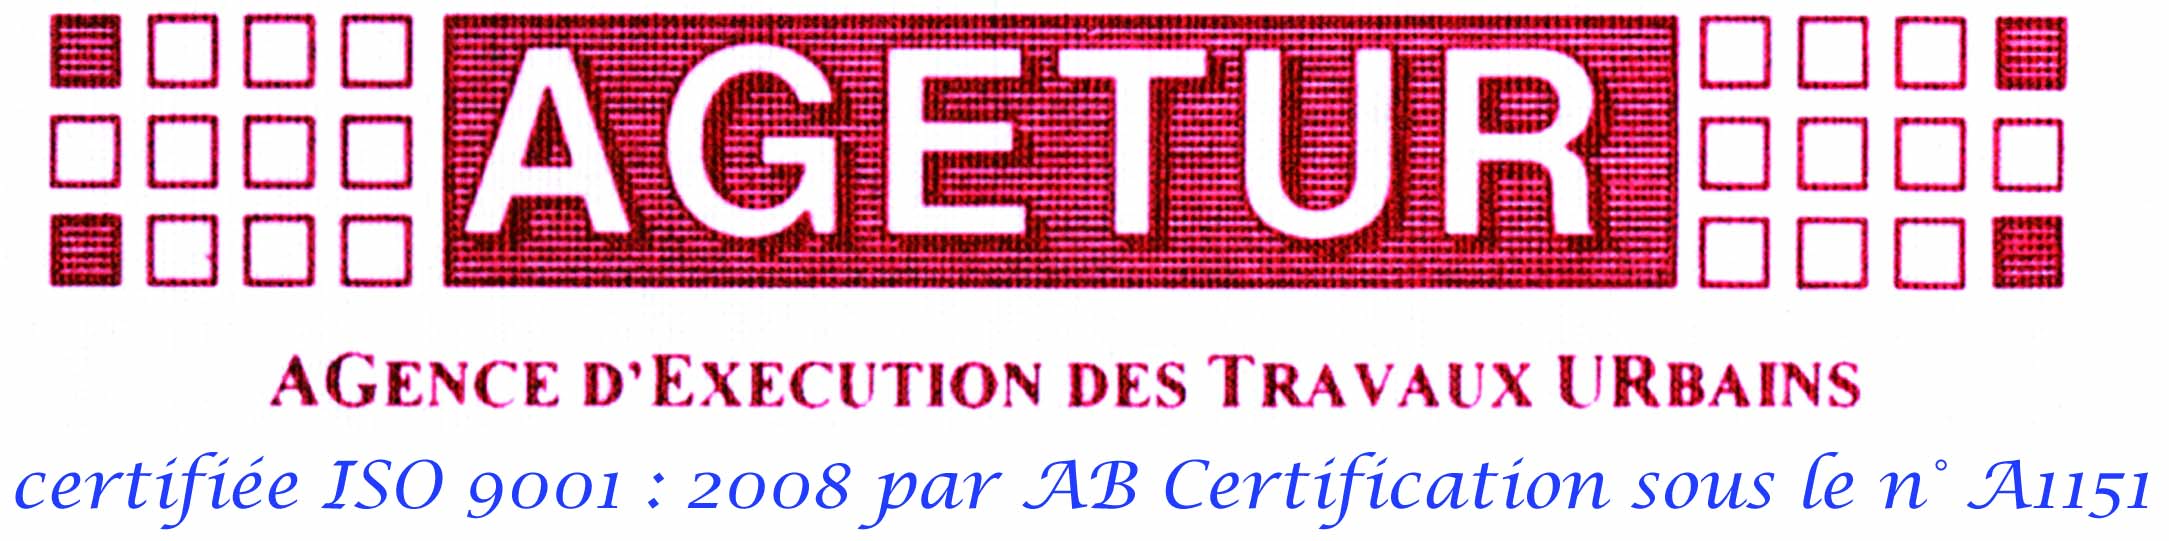 AGETUR
AGENCE D'EXECUTION DES TRAVAUX URBAINS
certifiée ISO 9001 : 2008 par AB Certification sous le n° A1151